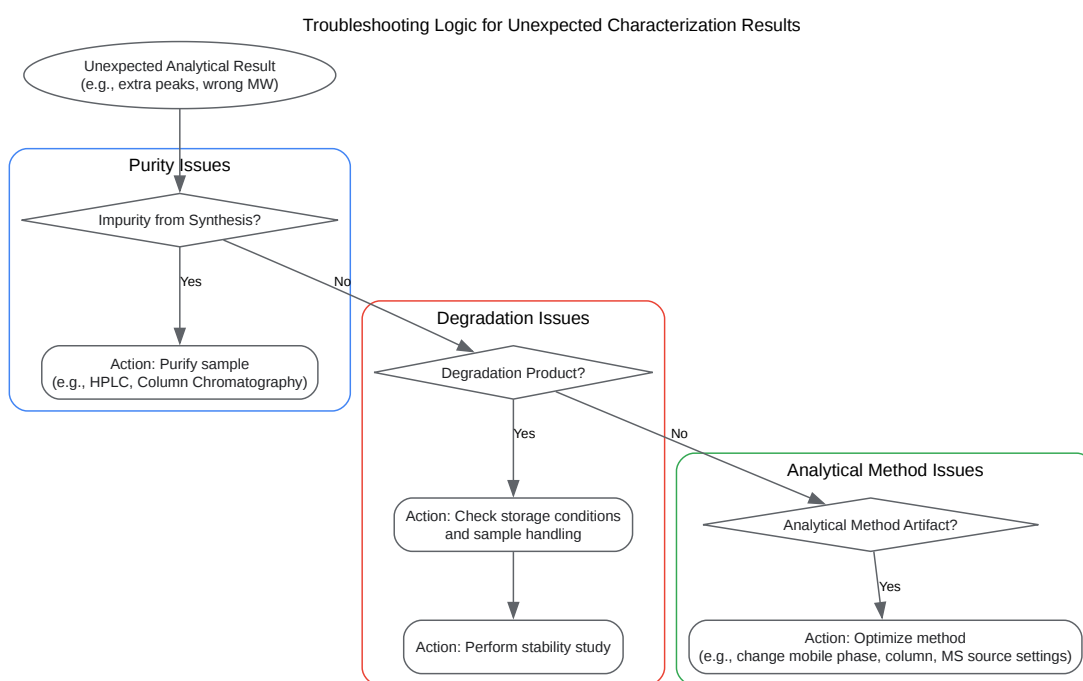 Troubleshooting Logic for Unexpected Characterization Results
Unexpected Analytical Result
(e.g., extra peaks, wrong MW)
Purity Issues
Impurity from Synthesis?
Yes
No
Action: Purify sample
(e.g., HPLC, Column Chromatography)
Degradation Issues
Degradation Product?
Yes
No
Action: Check storage conditions
and sample handling
Action: Perform stability study
Analytical Method Issues
Analytical Method Artifact?
Yes
Action: Optimize method
(e.g., change mobile phase, column, MS source settings)